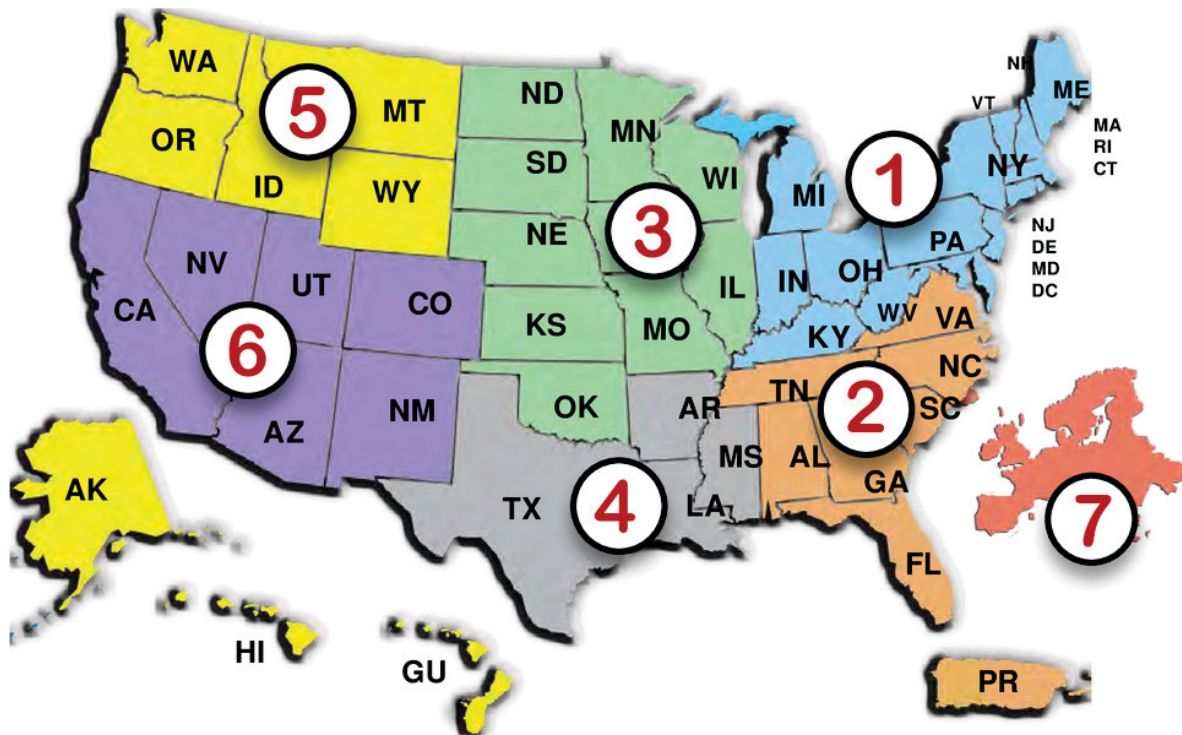 WA
OR
ID
MT
WY
5
ND
SD
NE
KS
OK
MN
WI
IL
MO
3
MI
IN
OH
KY
WV
PA
NY
VT
NH
ME
1
MA
RI
CT
NJ
DE
MD
DC
CA
NV
UT
CO
AZ
NM
6
TX
AR
LA
MS
4
TN
VA
NC
SC
AL
GA
FL
2
PR
7
AK
HI
GU